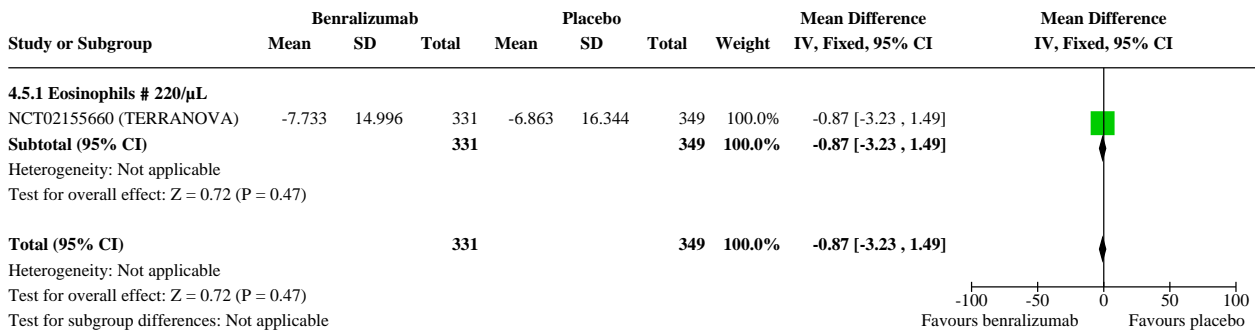 Benralizumab Placebo Mean Difference Mean Difference
Study or Subgroup Mean SD Total Mean SD Total Weight IV, Fixed, 95% CI IV, Fixed, 95% CI
4.5.1 Eosinophils # 220/µL
NCT02155660 (TERRANOVA) -7.733 14.996 331 -6.863 16.344 349 100.0% -0.87 [-3.23 , 1.49]
Subtotal (95% CI) 331 349 100.0% -0.87 [-3.23 , 1.49]
Heterogeneity: Not applicable
Test for overall effect: Z = 0.72 (P = 0.47)
Total (95% CI) 331 349 100.0% -0.87 [-3.23 , 1.49]
Heterogeneity: Not applicable
Test for overall effect: Z = 0.72 (P = 0.47)
-100 -50 0 50 100
Test for subgroup differences: Not applicable Favours benralizumab Favours placebo